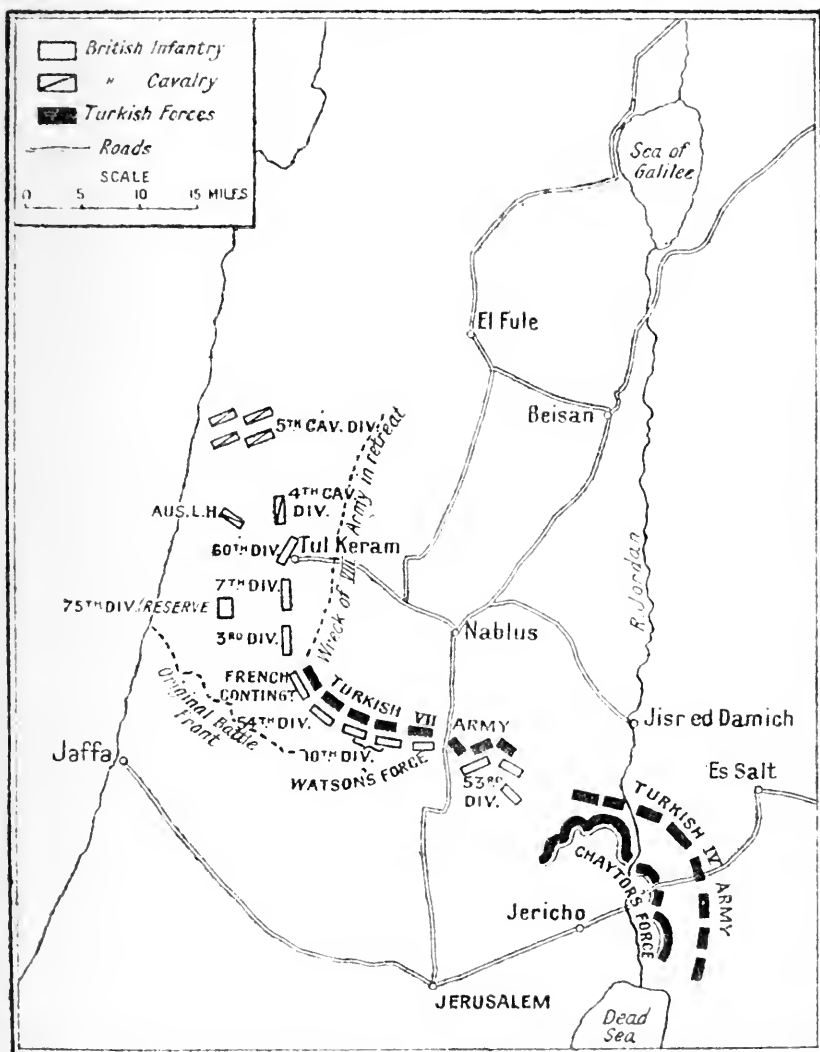 British Infantry
" Cavalry
Turkish Forces
Roads
SCALE
0 5 10 15 MILES
Sea of
Galilee
El Fule
Beisan
5TH CAV. DIV.
4TH CAV.
DIV.
AUS. L.H.
60TH DIV.
Tul Keram
Wreck of VIII Army in retreat
R. Jordan
7TH DIV.
75TH DIV. RESERVE
3RD DIV.
Nablus
FRENCH
CONTINGT
TURKISH VII ARMY
Original Battle
Front
54TH DIV.
10TH DIV.
WATSON'S FORCE
53RD
DIV.
Jisr ed Damich
Jaffa
Es Salt
TURKISH IV ARMY
CHAYTOR'S FORCE
Jericho
JERUSALEM
Dead
Sea